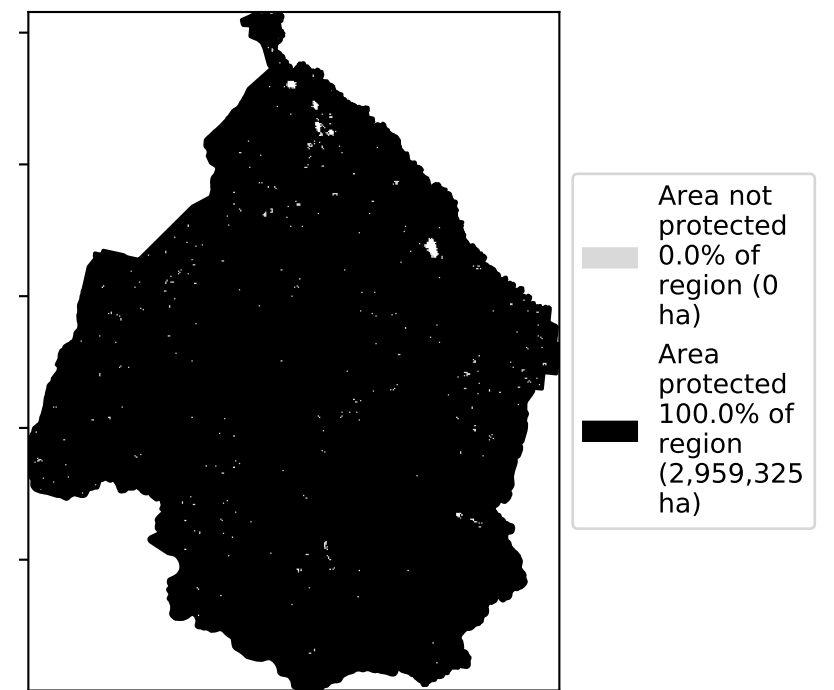 Area not
protected
0.0% of
region (0
ha)
Area
protected
100.0% of
region
(2,959,325
ha)